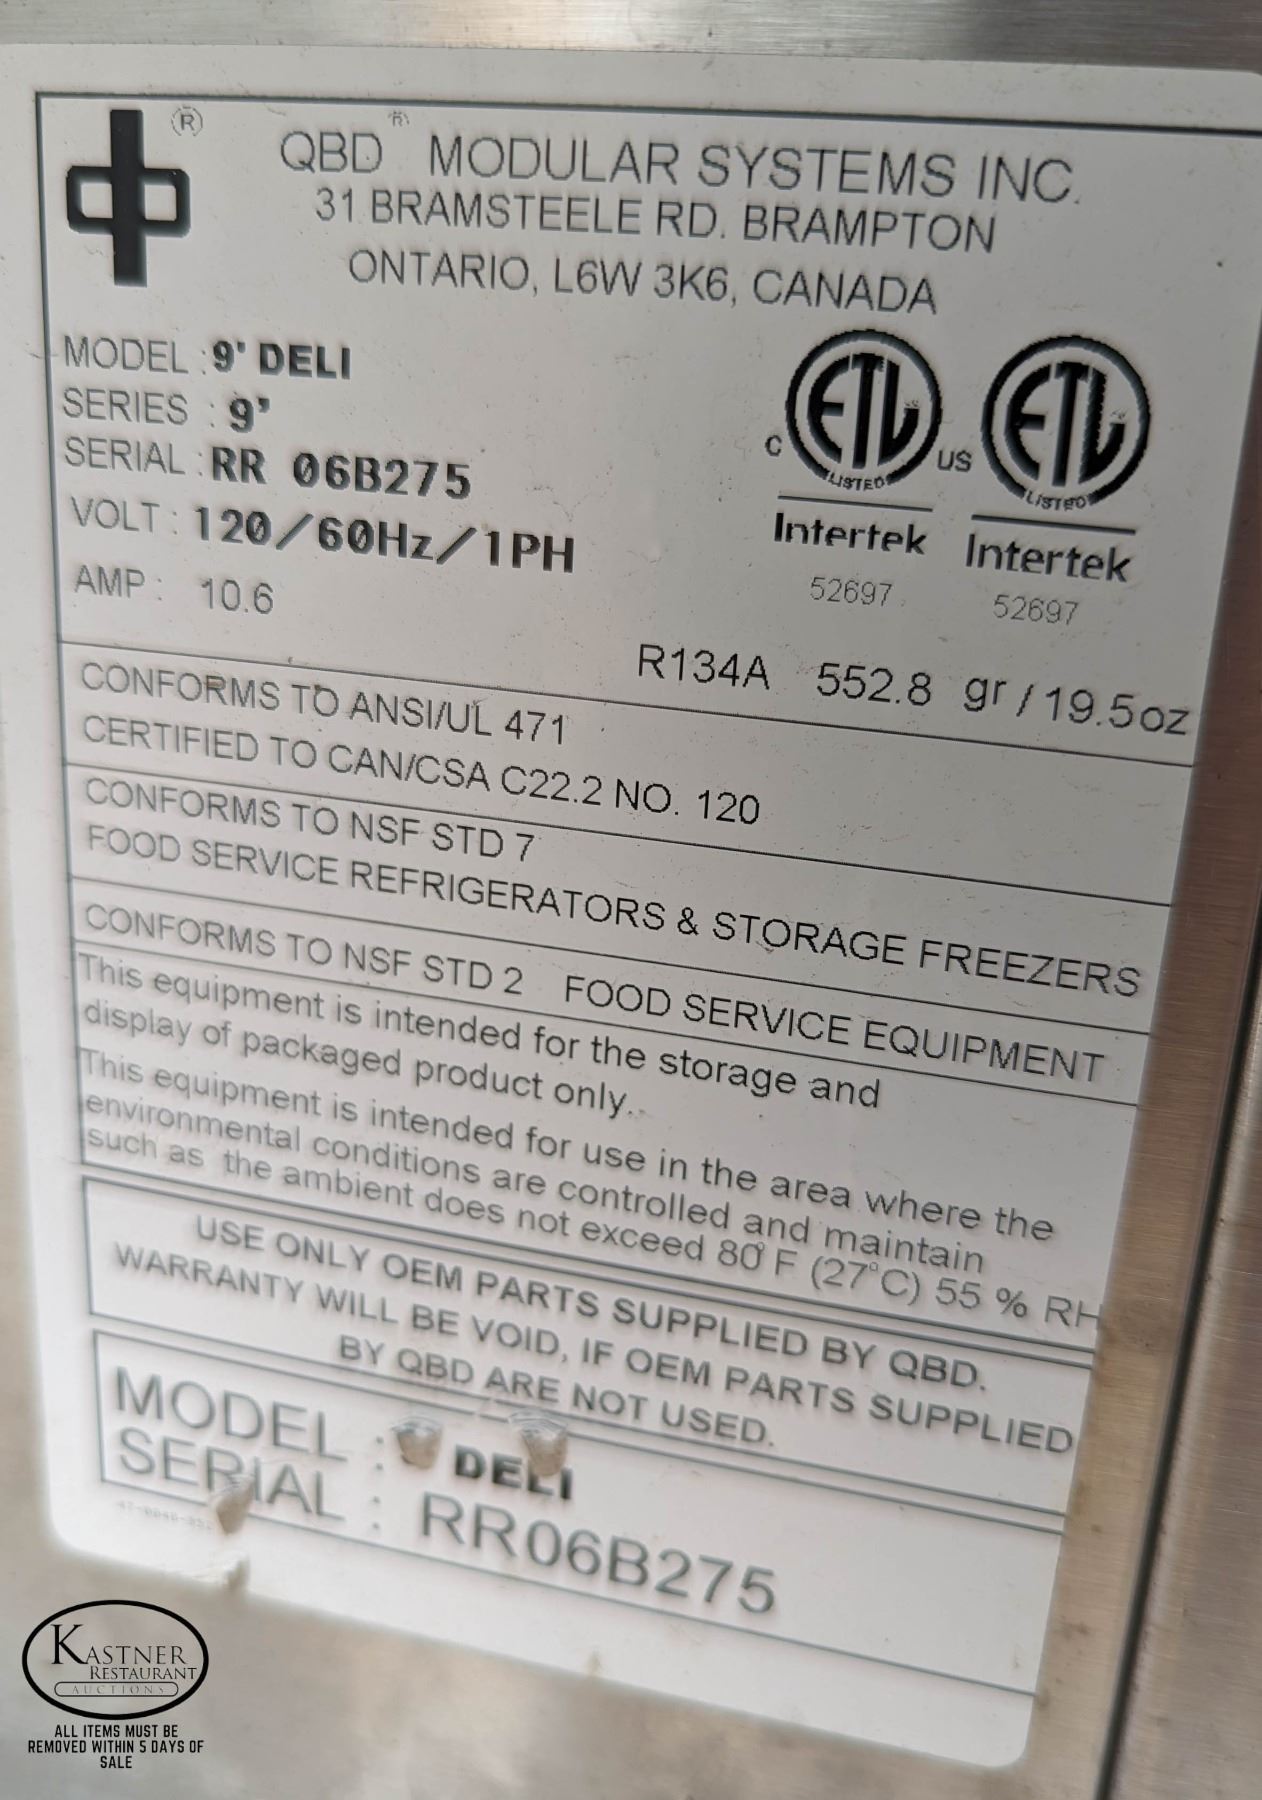 ®
QBD® MODULAR SYSTEMS INC.
31 BRAMSTEELE RD. BRAMPTON
ONTARIO, L6W 3K6, CANADA
MODEL : 9' DELI
SERIES : 9'
SERIAL : RR 06B275
VOLT : 120/60Hz/1PH
AMP : 10.6
C ETL US ETL
LISTED LISTED
Intertek Intertek
52697 52697
R134A 552.8 gr / 19.5oz
CONFORMS TO ANSI/UL 471
CERTIFIED TO CAN/CSA C22.2 NO. 120
CONFORMS TO NSF STD 7
FOOD SERVICE REFRIGERATORS & STORAGE FREEZERS
CONFORMS TO NSF STD 2 FOOD SERVICE EQUIPMENT
This equipment is intended for the storage and
display of packaged product only.
This equipment is intended for use in the area where the
environmental conditions are controlled and maintain
such as the ambient does not exceed 80° F (27°C) 55 % RH
USE ONLY OEM PARTS SUPPLIED BY QBD.
WARRANTY WILL BE VOID, IF OEM PARTS SUPPLIED
BY QBD ARE NOT USED.
MODEL : DELI
SERIAL : RR06B275
KASTNER
RESTAURANT
AUCTIONS
ALL ITEMS MUST BE
REMOVED WITHIN 5 DAYS OF
SALE